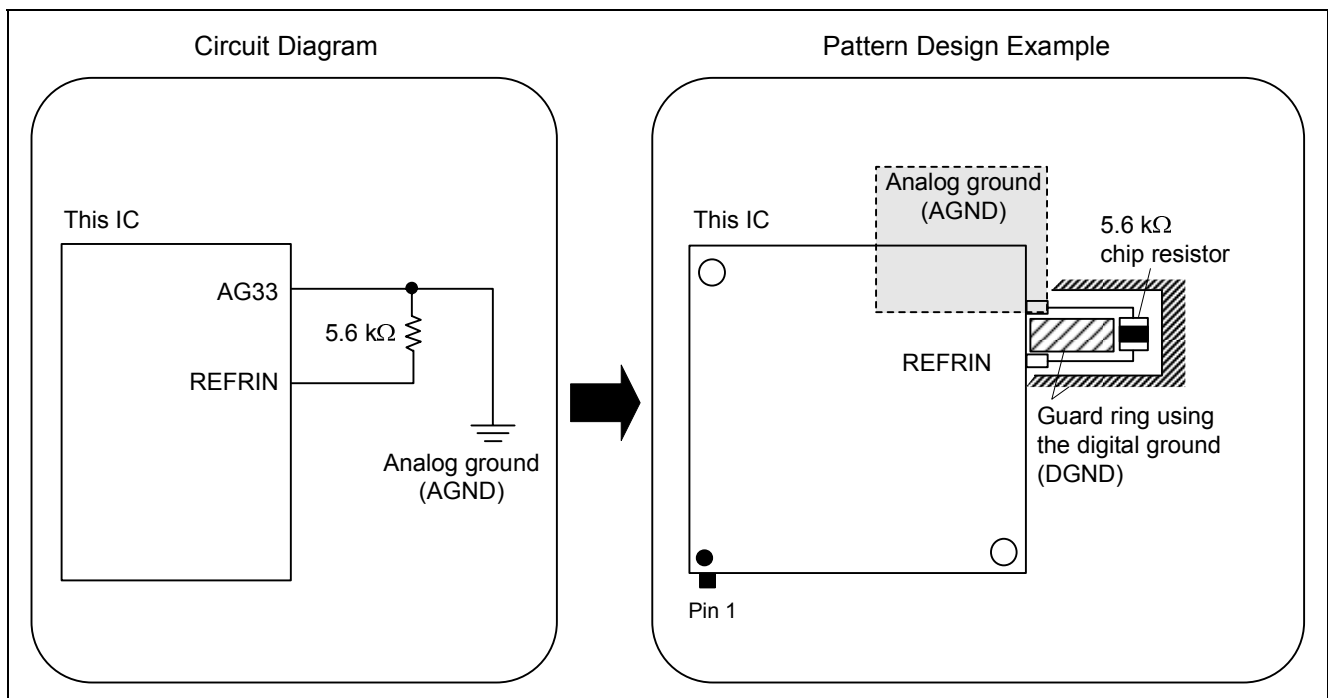 Circuit Diagram
This IC
AG33
5.6 kΩ
REFRIN
Analog ground
(AGND)
Pattern Design Example
Analog ground
(AGND)
This IC
5.6 kΩ
chip resistor
REFRIN
Guard ring using
the digital ground
(DGND)
Pin 1